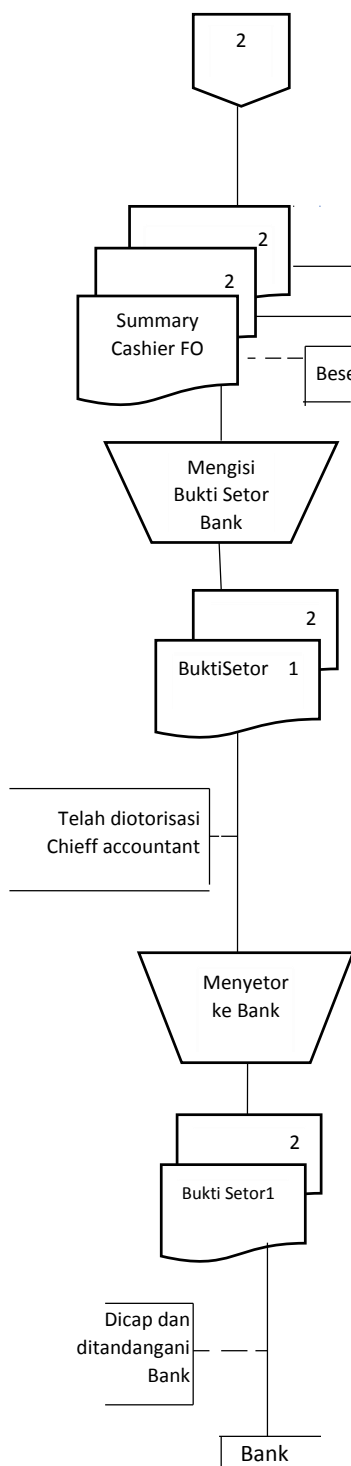 2
2
2
Summary
Cashier FO
Bese
Mengisi
Bukti Setor
Bank
2
BuktiSetor 1
Telah diotorisasi
Chieff accountant
Menyetor
ke Bank
2
Bukti Setor1
Dicap dan
ditandangani
Bank
Bank